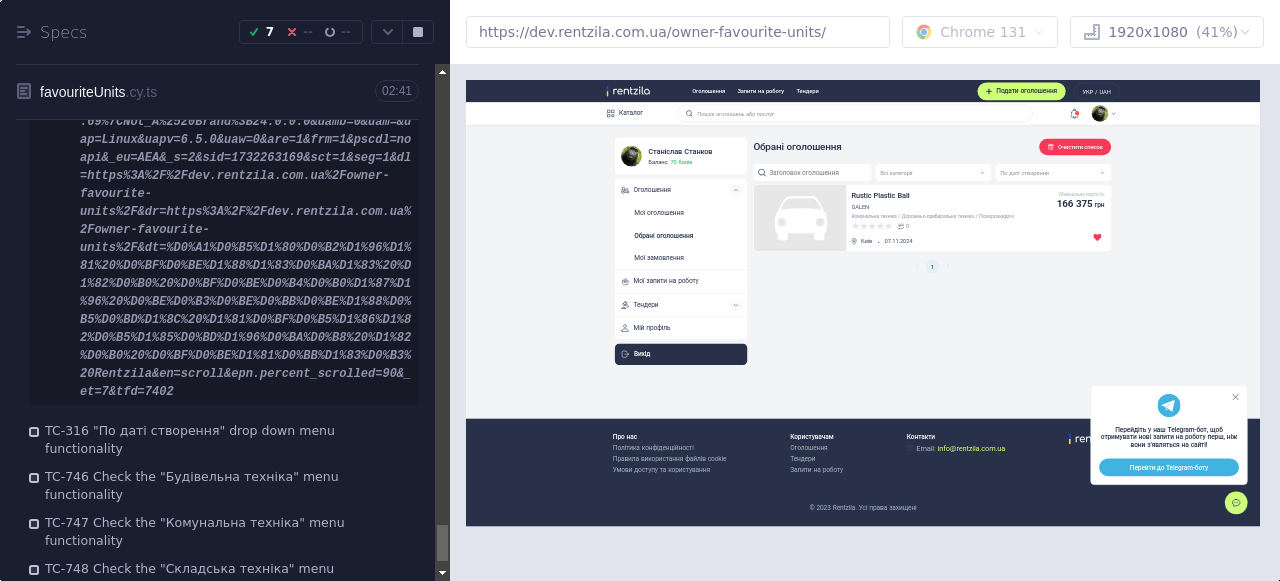 Specs
7
--
--
https://dev.rentzila.com.ua/owner-favourite-units/
Chrome 131
1920x1080 (41%)
favouriteUnits.cy.ts
02:41
.69%7CNot_A%2520Brand%3B24.0.0.0&uamb=0&uam=&u
ap=Linux&uapv=6.5.0&uaw=0&are=1&frm=1&pscdl=no
api&_eu=AEA&_s=2&sid=1732263169&sct=1&seg=1&dl
=https%3A%2F%2Fdev.rentzila.com.ua%2Fowner-
favourite-
units%2F&dr=https%3A%2F%2Fdev.rentzila.com.ua%
2Fowner-favourite-
units%2F&dt=%D0%A1%D0%B5%D1%80%D0%B2%D1%96%D1%
81%20%D0%BF%D0%BE%D1%88%D1%83%D0%BA%D1%83%20%D
1%82%D0%B0%20%D0%BF%D0%BE%D0%B4%D0%B0%D1%87%D1
%96%20%D0%BE%D0%B3%D0%BE%D0%BB%D0%BE%D1%88%D0%
B5%D0%BD%D1%8C%20%D1%81%D0%BF%D0%B5%D1%86%D1%8
2%D0%B5%D1%85%D0%BD%D1%96%D0%BA%D0%B8%20%D1%82
%D0%B0%20%D0%BF%D0%BE%D1%81%D0%BB%D1%83%D0%B3%
20Rentzila&en=scroll&epn.percent_scrolled=90&_
et=7&tfd=7402
TC-316 "По даті створення" drop down menu
functionality
TC-746 Check the "Будівельна техніка" menu
functionality
TC-747 Check the "Комунальна техніка" menu
functionality
TC-748 Check the "Складська техніка" menu
rentzila
Оголошення
Запити на роботу
Тендери
Подати оголошення
УКР / UAH
Каталог
Пошук оголошень або послуг
Станіслав Станков
Баланс: 70 балів
Оголошення
Мої оголошення
Обрані оголошення
Мої замовлення
Мої запити на роботу
Тендери
Мій профіль
Вихід
Обрані оголошення
Очистити список
Заголовок оголошення
Всі категорії
По даті створення
Rustic Plastic Ball
GALEN
Комунальна техніка / Дорожньо-прибиральна техніка / Піскорозкидачі
0
Київ
07.11.2024
Мінімальна вартість
166 375 грн
1
Про нас
Політика конфіденційності
Правила використання файлів cookie
Умови доступу та користування
Користувачам
Оголошення
Тендери
Запити на роботу
Контакти
Email: info@rentzila.com.ua
© 2023 Rentzila. Усі права захищені
Перейдіть у наш Telegram-бот, щоб
отримувати нові запити на роботу перш, ніж
вони з'являться на сайті!
Перейти до Telegram-боту